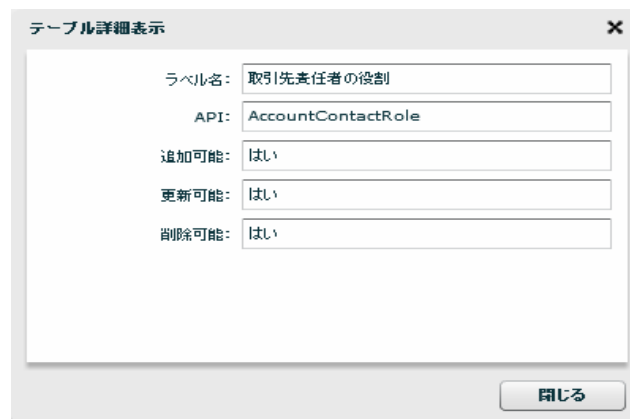 テーブル詳細表示
ラベル名: 取引先責任者の役割
API: AccountContactRole
追加可能: はい
更新可能: はい
削除可能: はい
閉じる